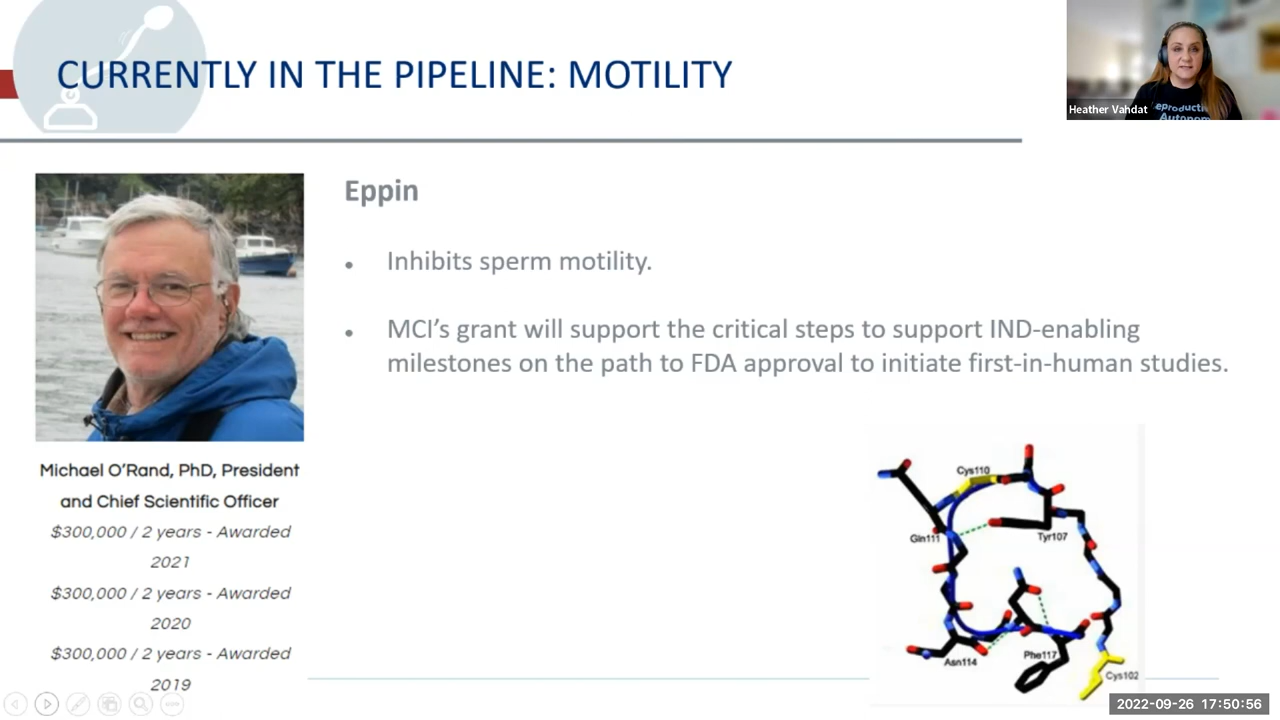 CURRENTLY IN THE PIPELINE: MOTILITY
Heather Vahdat
Reproductive
Autonomy
Eppin
• Inhibits sperm motility.
• MCI's grant will support the critical steps to support IND-enabling
milestones on the path to FDA approval to initiate first-in-human studies.
Michael O'Rand, PhD, President
and Chief Scientific Officer
$300,000 / 2 years - Awarded
2021
$300,000 / 2 years - Awarded
2020
$300,000 / 2 years - Awarded
2019
Cys110
Gln111
Tyr107
Asn114
Phe117
Cys102
2022-09-26 17:50:56